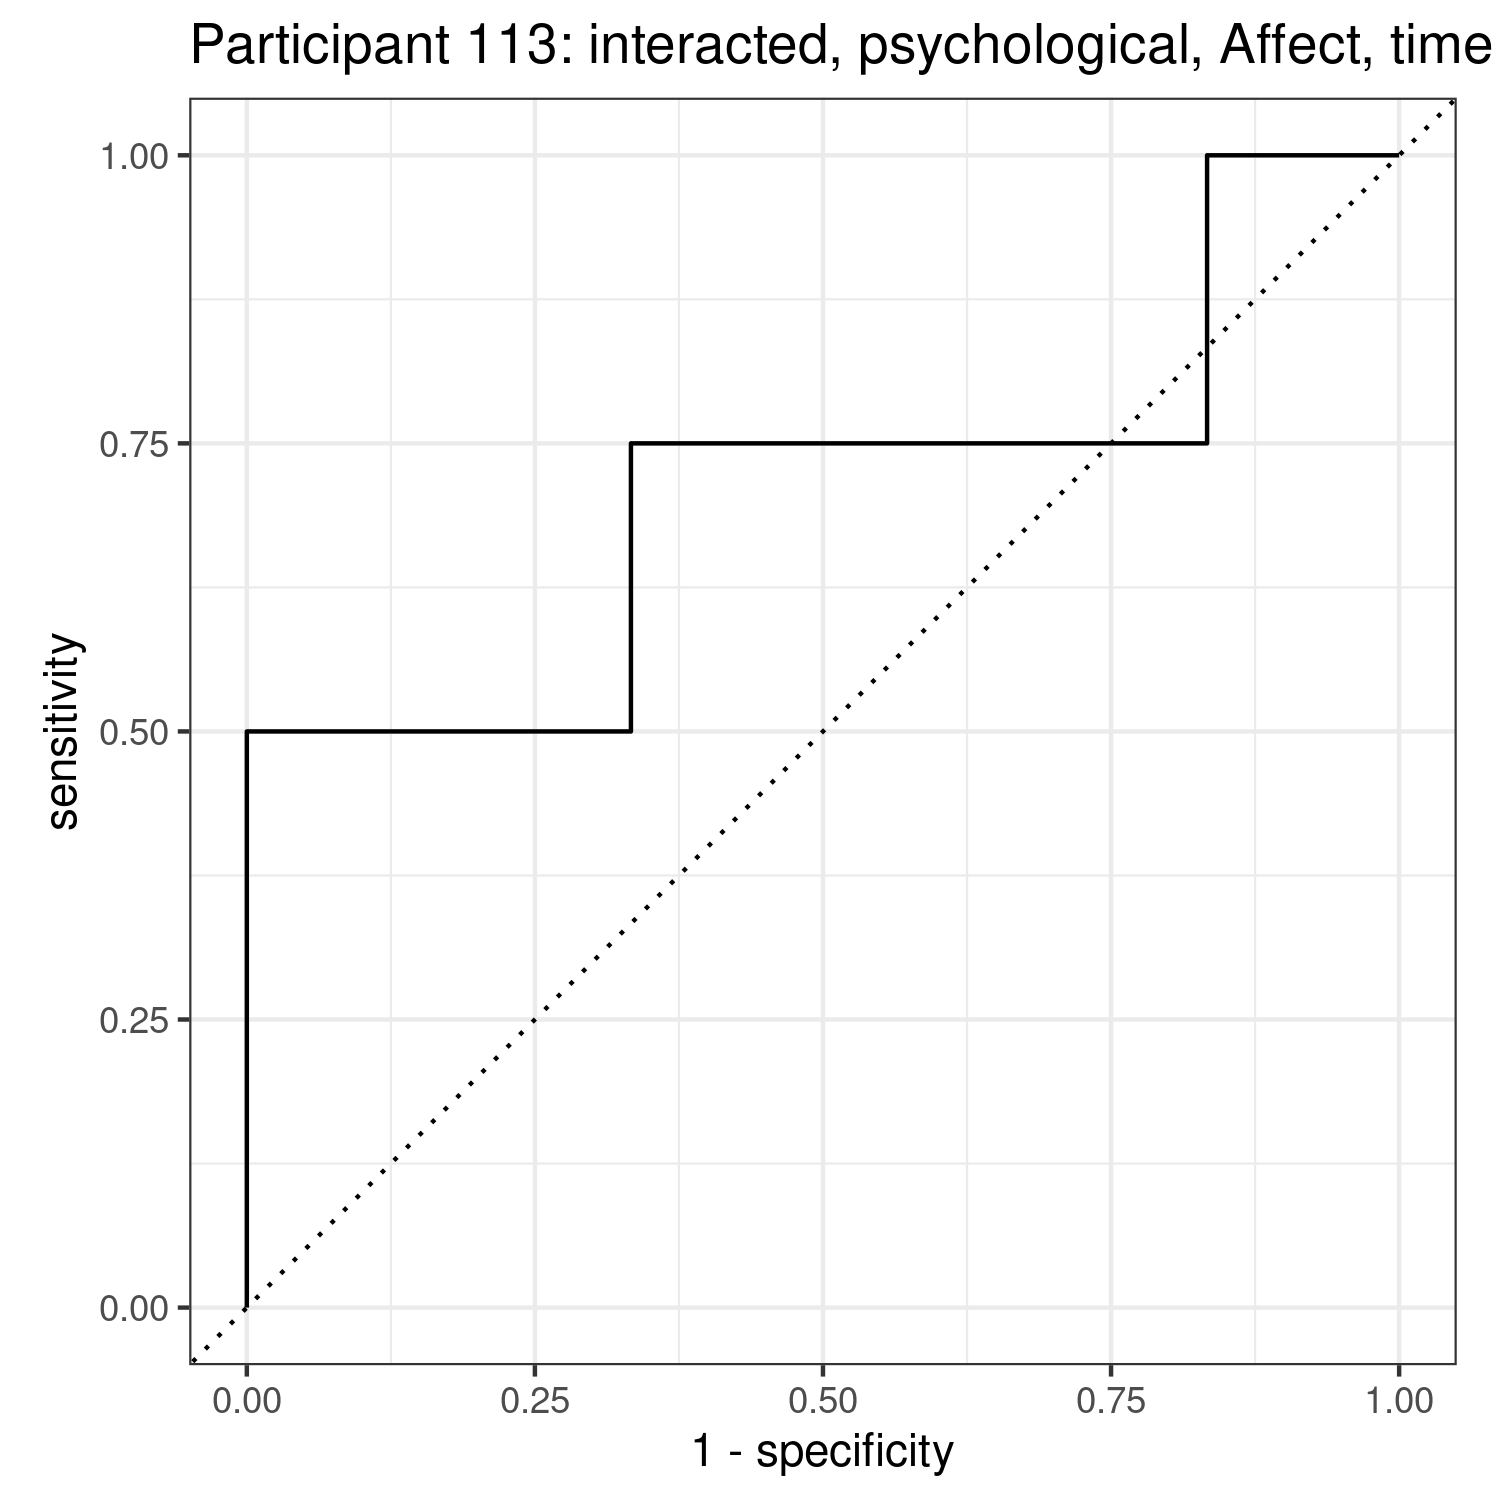 Participant 113: interacted, psychological, Affect, time
1.00
0.75
0.50
0.25
0.00
sensitivity
0.00 0.25 0.50 0.75 1.00
1 - specificity